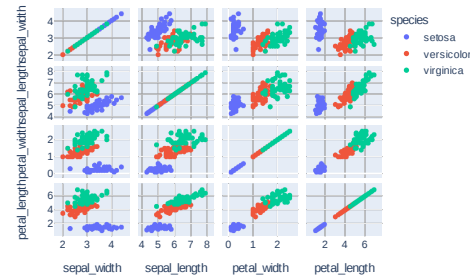 species
setosa
versicolor
virginica
sepal_width
4
3
2
sepal_length
8
7
6
5
4
petal_width
2
1
0
petal_length
6
4
2
2 3 4
4 5 6 7 8
0 1 2
2 4 6
sepal_width sepal_length petal_width petal_length